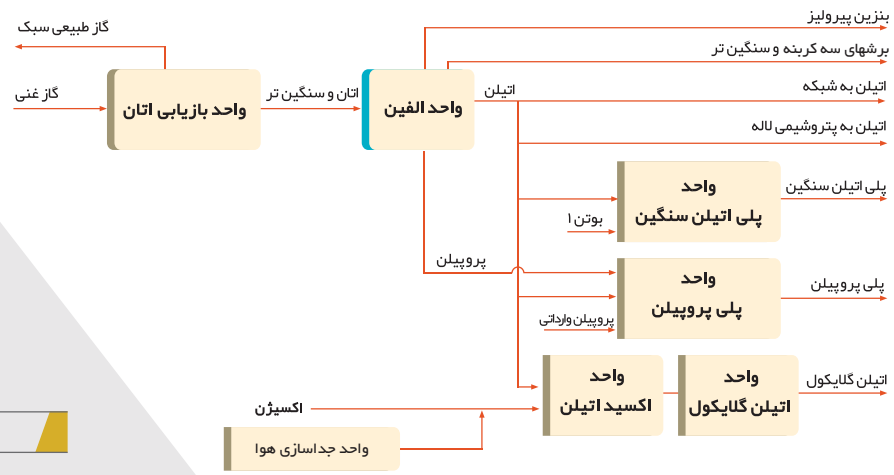 بنزین پیرولیز
گاز طبیعی سبک
برشهای سه کربنه و سنگین تر
گاز غنی
واحد بازیابی اتان
اتان و سنگین تر
واحد الفین
اتیلن
اتیلن به شبکه
اتیلن به پتروشیمی لاله
واحد
پلی اتیلن سنگین
پلی اتیلن سنگین
بوتن ۱
پروپیلن
واحد
پلی پروپیلن
پلی پروپیلن
پروپیلن وارداتی
واحد
اکسید اتیلن
واحد
اتیلن گلایکول
اتیلن گلایکول
اکسیژن
واحد جداسازی هوا